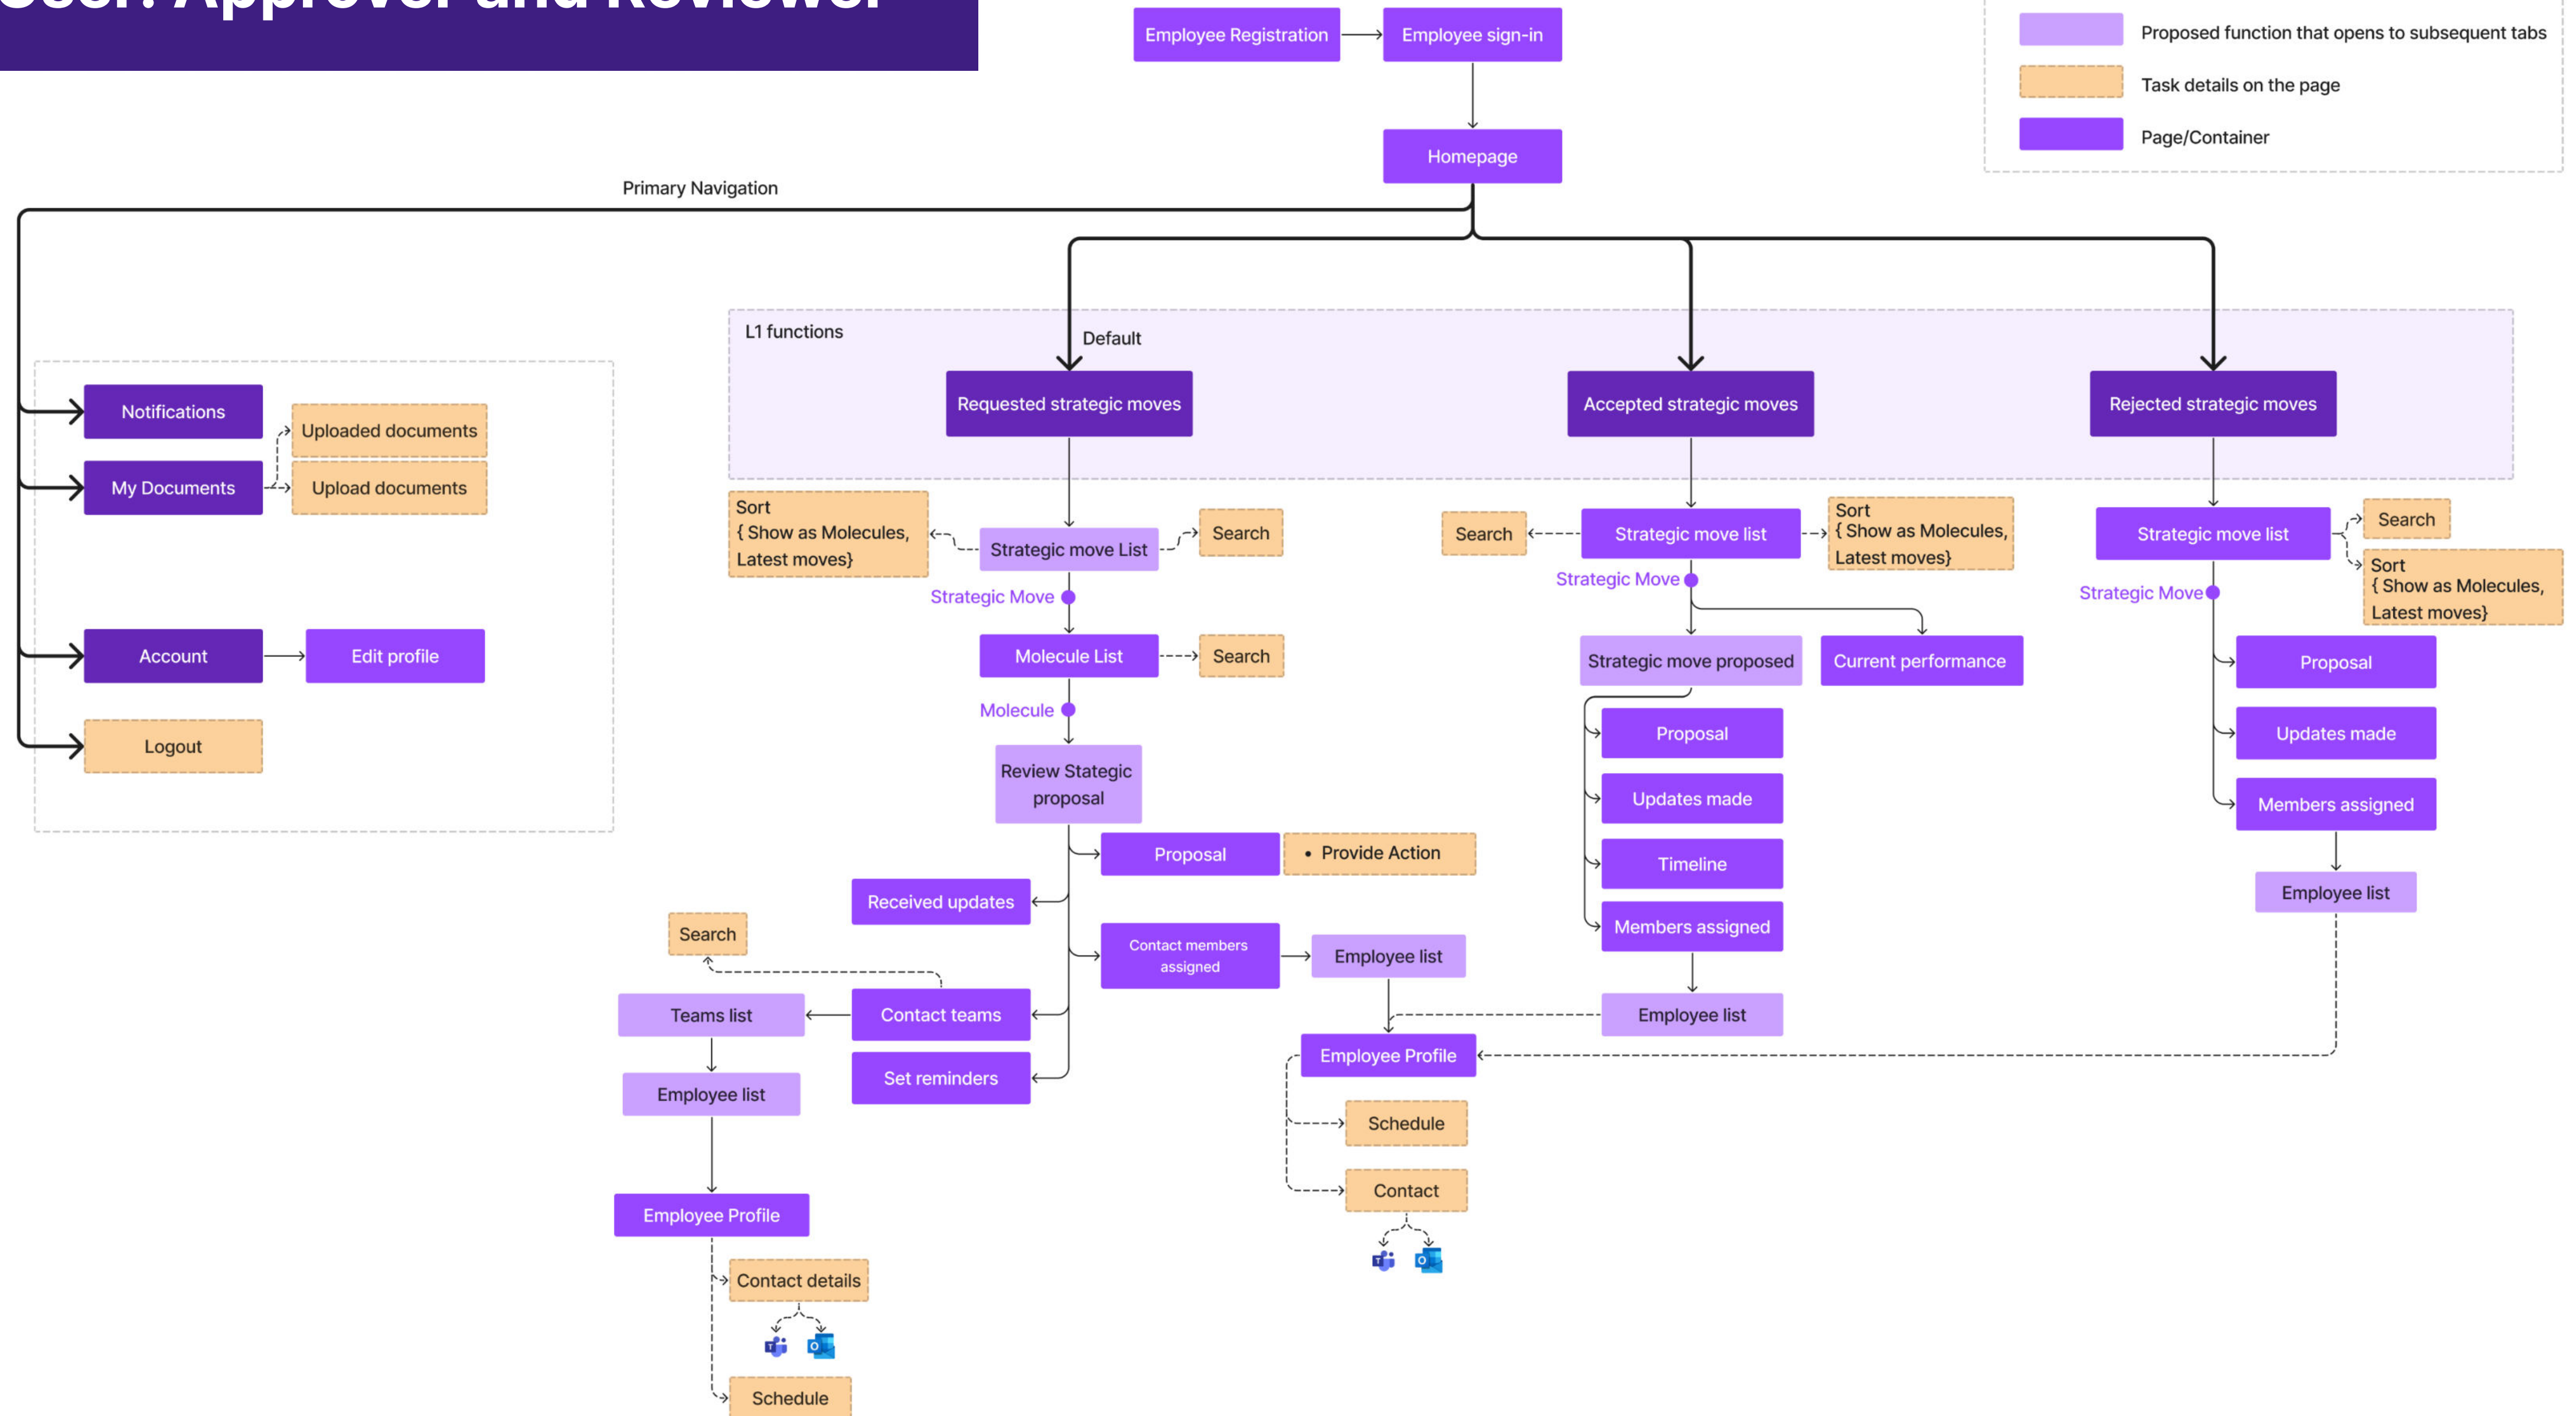 User: Approver and Reviewer
Employee Registration
Employee sign-in
Homepage
Proposed function that opens to subsequent tabs
Task details on the page
Page/Container
Primary Navigation
Notifications
My Documents
Uploaded documents
Upload documents
Account
Edit profile
Logout
L1 functions
Default
Requested strategic moves
Accepted strategic moves
Rejected strategic moves
Sort
{ Show as Molecules,
Latest moves}
Strategic move List
Search
Strategic Move
Molecule List
Search
Molecule
Review Stategic
proposal
Proposal
• Provide Action
Received updates
Contact members
assigned
Employee list
Search
Teams list
Contact teams
Set reminders
Employee list
Employee Profile
Contact details
T
O
Schedule
Search
Strategic move list
Sort
{ Show as Molecules,
Latest moves}
Strategic Move
Strategic move proposed
Current performance
Proposal
Updates made
Timeline
Members assigned
Employee list
Employee Profile
Schedule
Contact
T
O
Strategic move list
Search
Sort
{ Show as Molecules,
Latest moves}
Strategic Move
Proposal
Updates made
Members assigned
Employee list